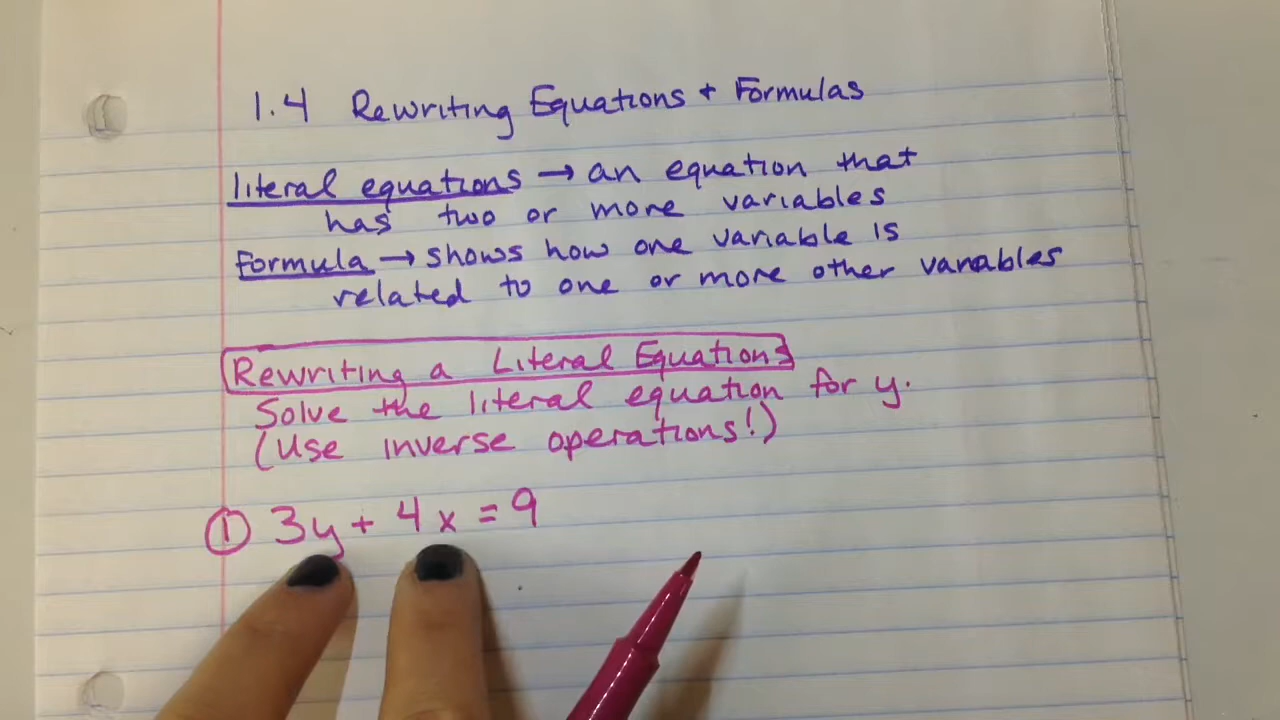 1.4 Rewriting Equations + Formulas
literal equations → an equation that
has two or more variables
Formula → shows how one variable is
related to one or more other variables
Rewriting a Literal Equations
Solve the literal equation for y.
(Use inverse operations!)
① 3y + 4x = 9